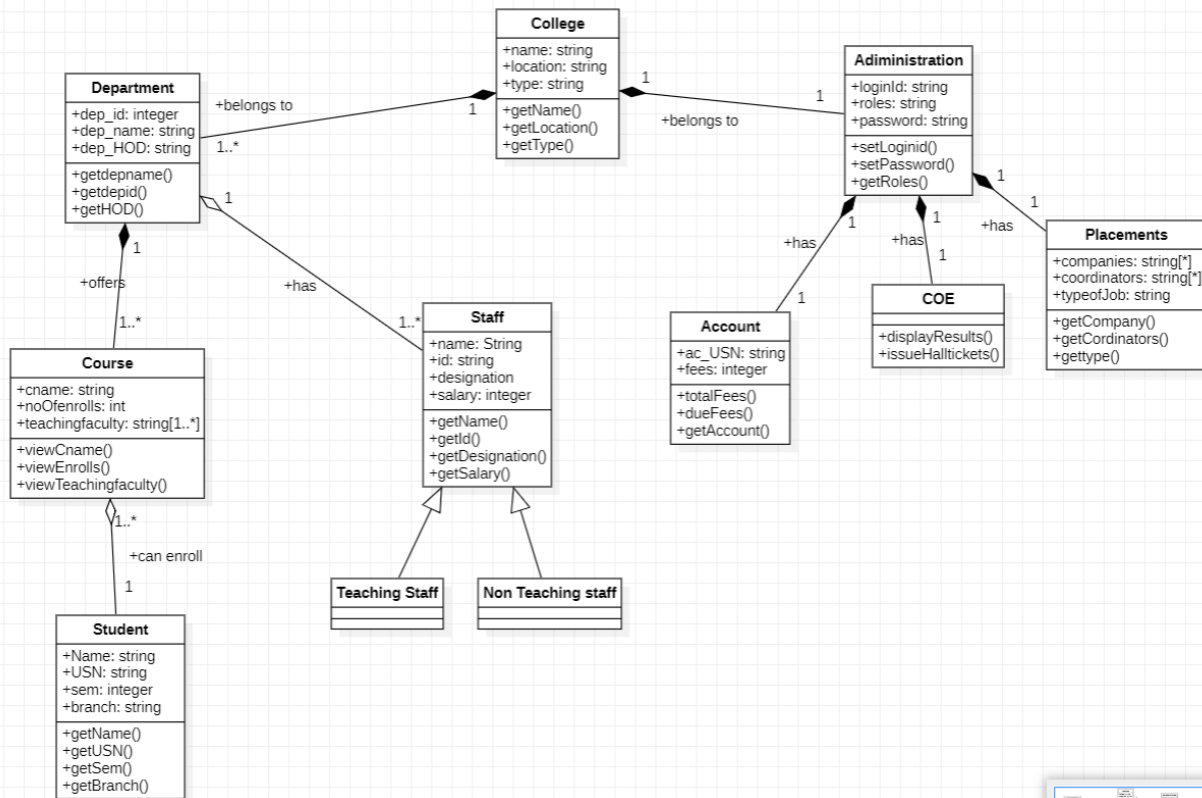 College
+name: string
+location: string
+type: string
+getName()
+getLocation()
+getType()
Department
+dep_id: integer
+dep_name: string
+dep_HOD: string
+getdepname()
+getdepid()
+getHOD()
+belongs to
1
1..*
1
1
+belongs to
Adiministration
+loginId: string
+roles: string
+password: string
+setLoginid()
+setPassword()
+getRoles()
1
+offers
1..*
1
+has
1..*
1
+has
1
1
+has
1
1
+has
1
Placements
+companies: string[*]
+coordinators: string[*]
+typeofJob: string
+getCompany()
+getCordinators()
+gettype()
COE
+displayResults()
+issueHalltickets()
Account
+ac_USN: string
+fees: integer
+totalFees()
+dueFees()
+getAccount()
Staff
+name: String
+id: string
+designation
+salary: integer
+getName()
+getId()
+getDesignation()
+getSalary()
Course
+cname: string
+noOfenrolls: int
+teachingfaculty: string[1..*]
+viewCname()
+viewEnrolls()
+viewTeachingfaculty()
1..*
+can enroll
1
Teaching Staff
Non Teaching staff
Student
+Name: string
+USN: string
+sem: integer
+branch: string
+getName()
+getUSN()
+getSem()
+getBranch()